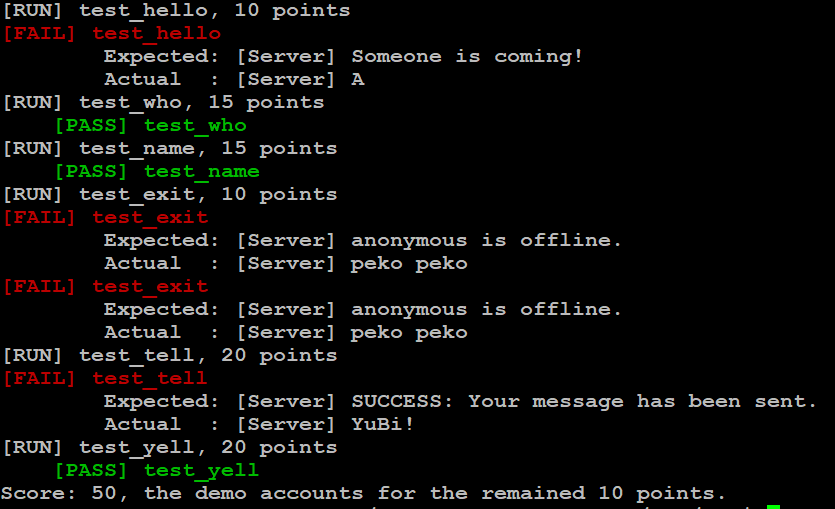 [RUN] test_hello, 10 points
[FAIL] test_hello
Expected: [Server] Someone is coming!
Actual  : [Server] A
[RUN] test_who, 15 points
[PASS] test_who
[RUN] test_name, 15 points
[PASS] test_name
[RUN] test_exit, 10 points
[FAIL] test_exit
Expected: [Server] anonymous is offline.
Actual  : [Server] peko peko
[FAIL] test_exit
Expected: [Server] anonymous is offline.
Actual  : [Server] peko peko
[RUN] test_tell, 20 points
[FAIL] test_tell
Expected: [Server] SUCCESS: Your message has been sent.
Actual  : [Server] YuBi!
[RUN] test_yell, 20 points
[PASS] test_yell
Score: 50, the demo accounts for the remained 10 points.